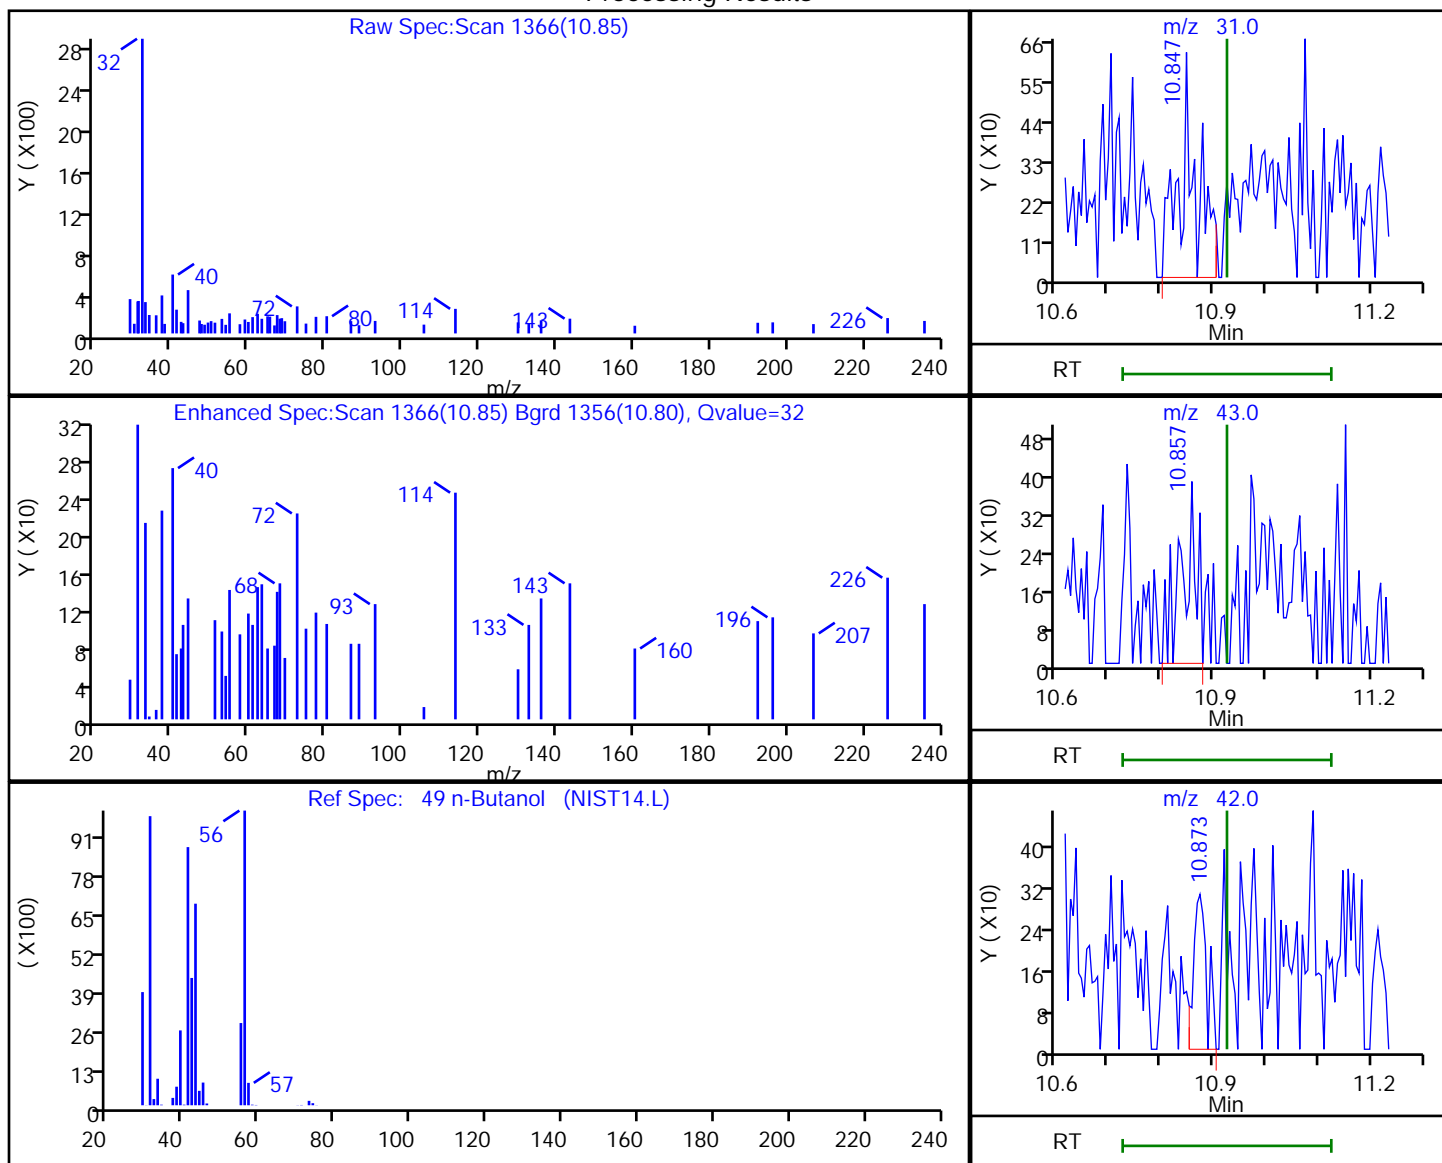 Processing Results
Raw Spec:Scan 1366(10.85)
Y ( X100)
28
24
20
16
12
8
4
0
32
40
72
80
114
143
226
20 40 60 80 100 120 140 160 180 200 220 240
m/z
m/z 31.0
Y ( X10)
66
55
44
33
22
11
0
10.847
10.6 10.9 11.2
Min
RT
Enhanced Spec:Scan 1366(10.85) Bgrd 1356(10.80), Qvalue=32
Y ( X10)
32
28
24
20
16
12
8
4
0
40
72
68
93
114
133
143
160
196
207
226
20 40 60 80 100 120 140 160 180 200 220 240
m/z
m/z 43.0
Y ( X10)
48
40
32
24
16
8
0
10.857
10.6 10.9 11.2
Min
RT
Ref Spec: 49 n-Butanol (NIST14.L)
( X100)
91
78
65
52
39
26
13
0
56
57
20 40 60 80 100 120 140 160 180 200 220 240
m/z 42.0
Y ( X10)
40
32
24
16
8
0
10.873
10.6 10.9 11.2
Min
RT